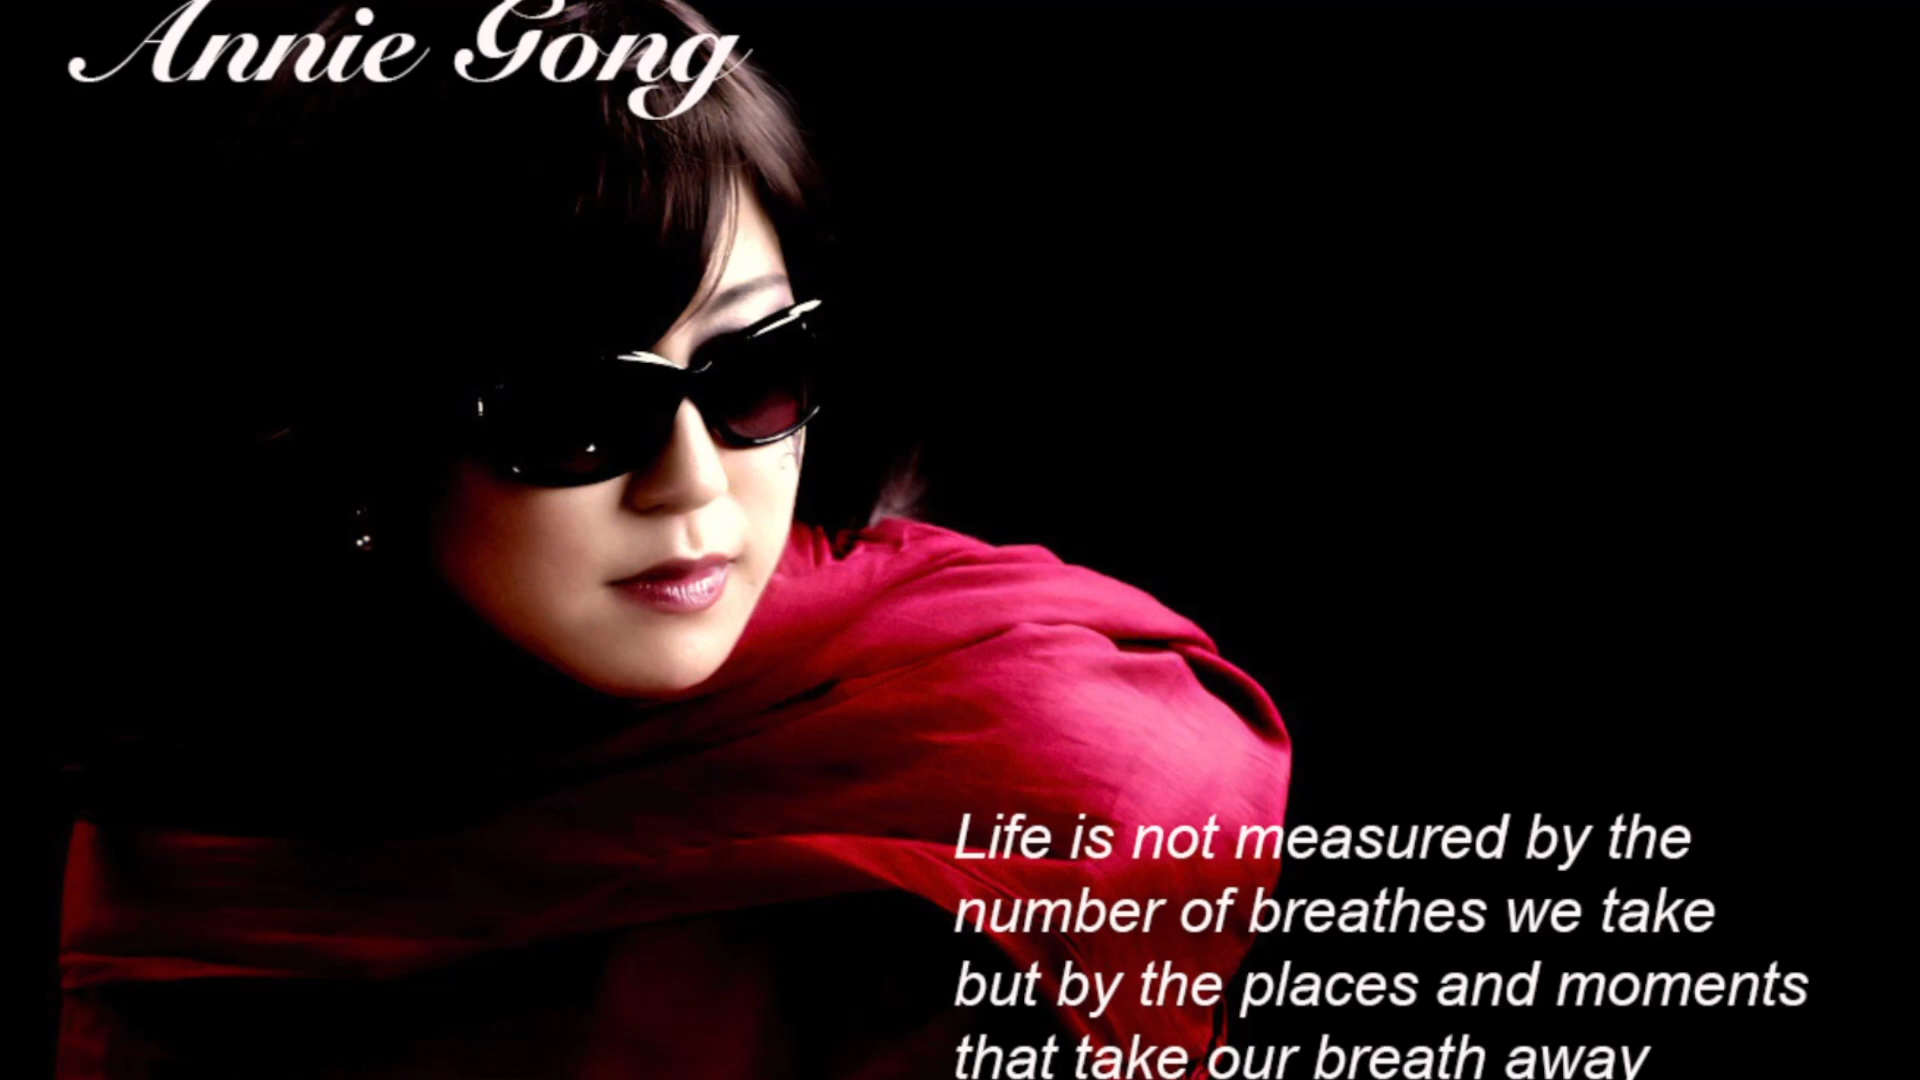 Annie Gong
Life is not measured by the
number of breathes we take
but by the places and moments
that take our breath away